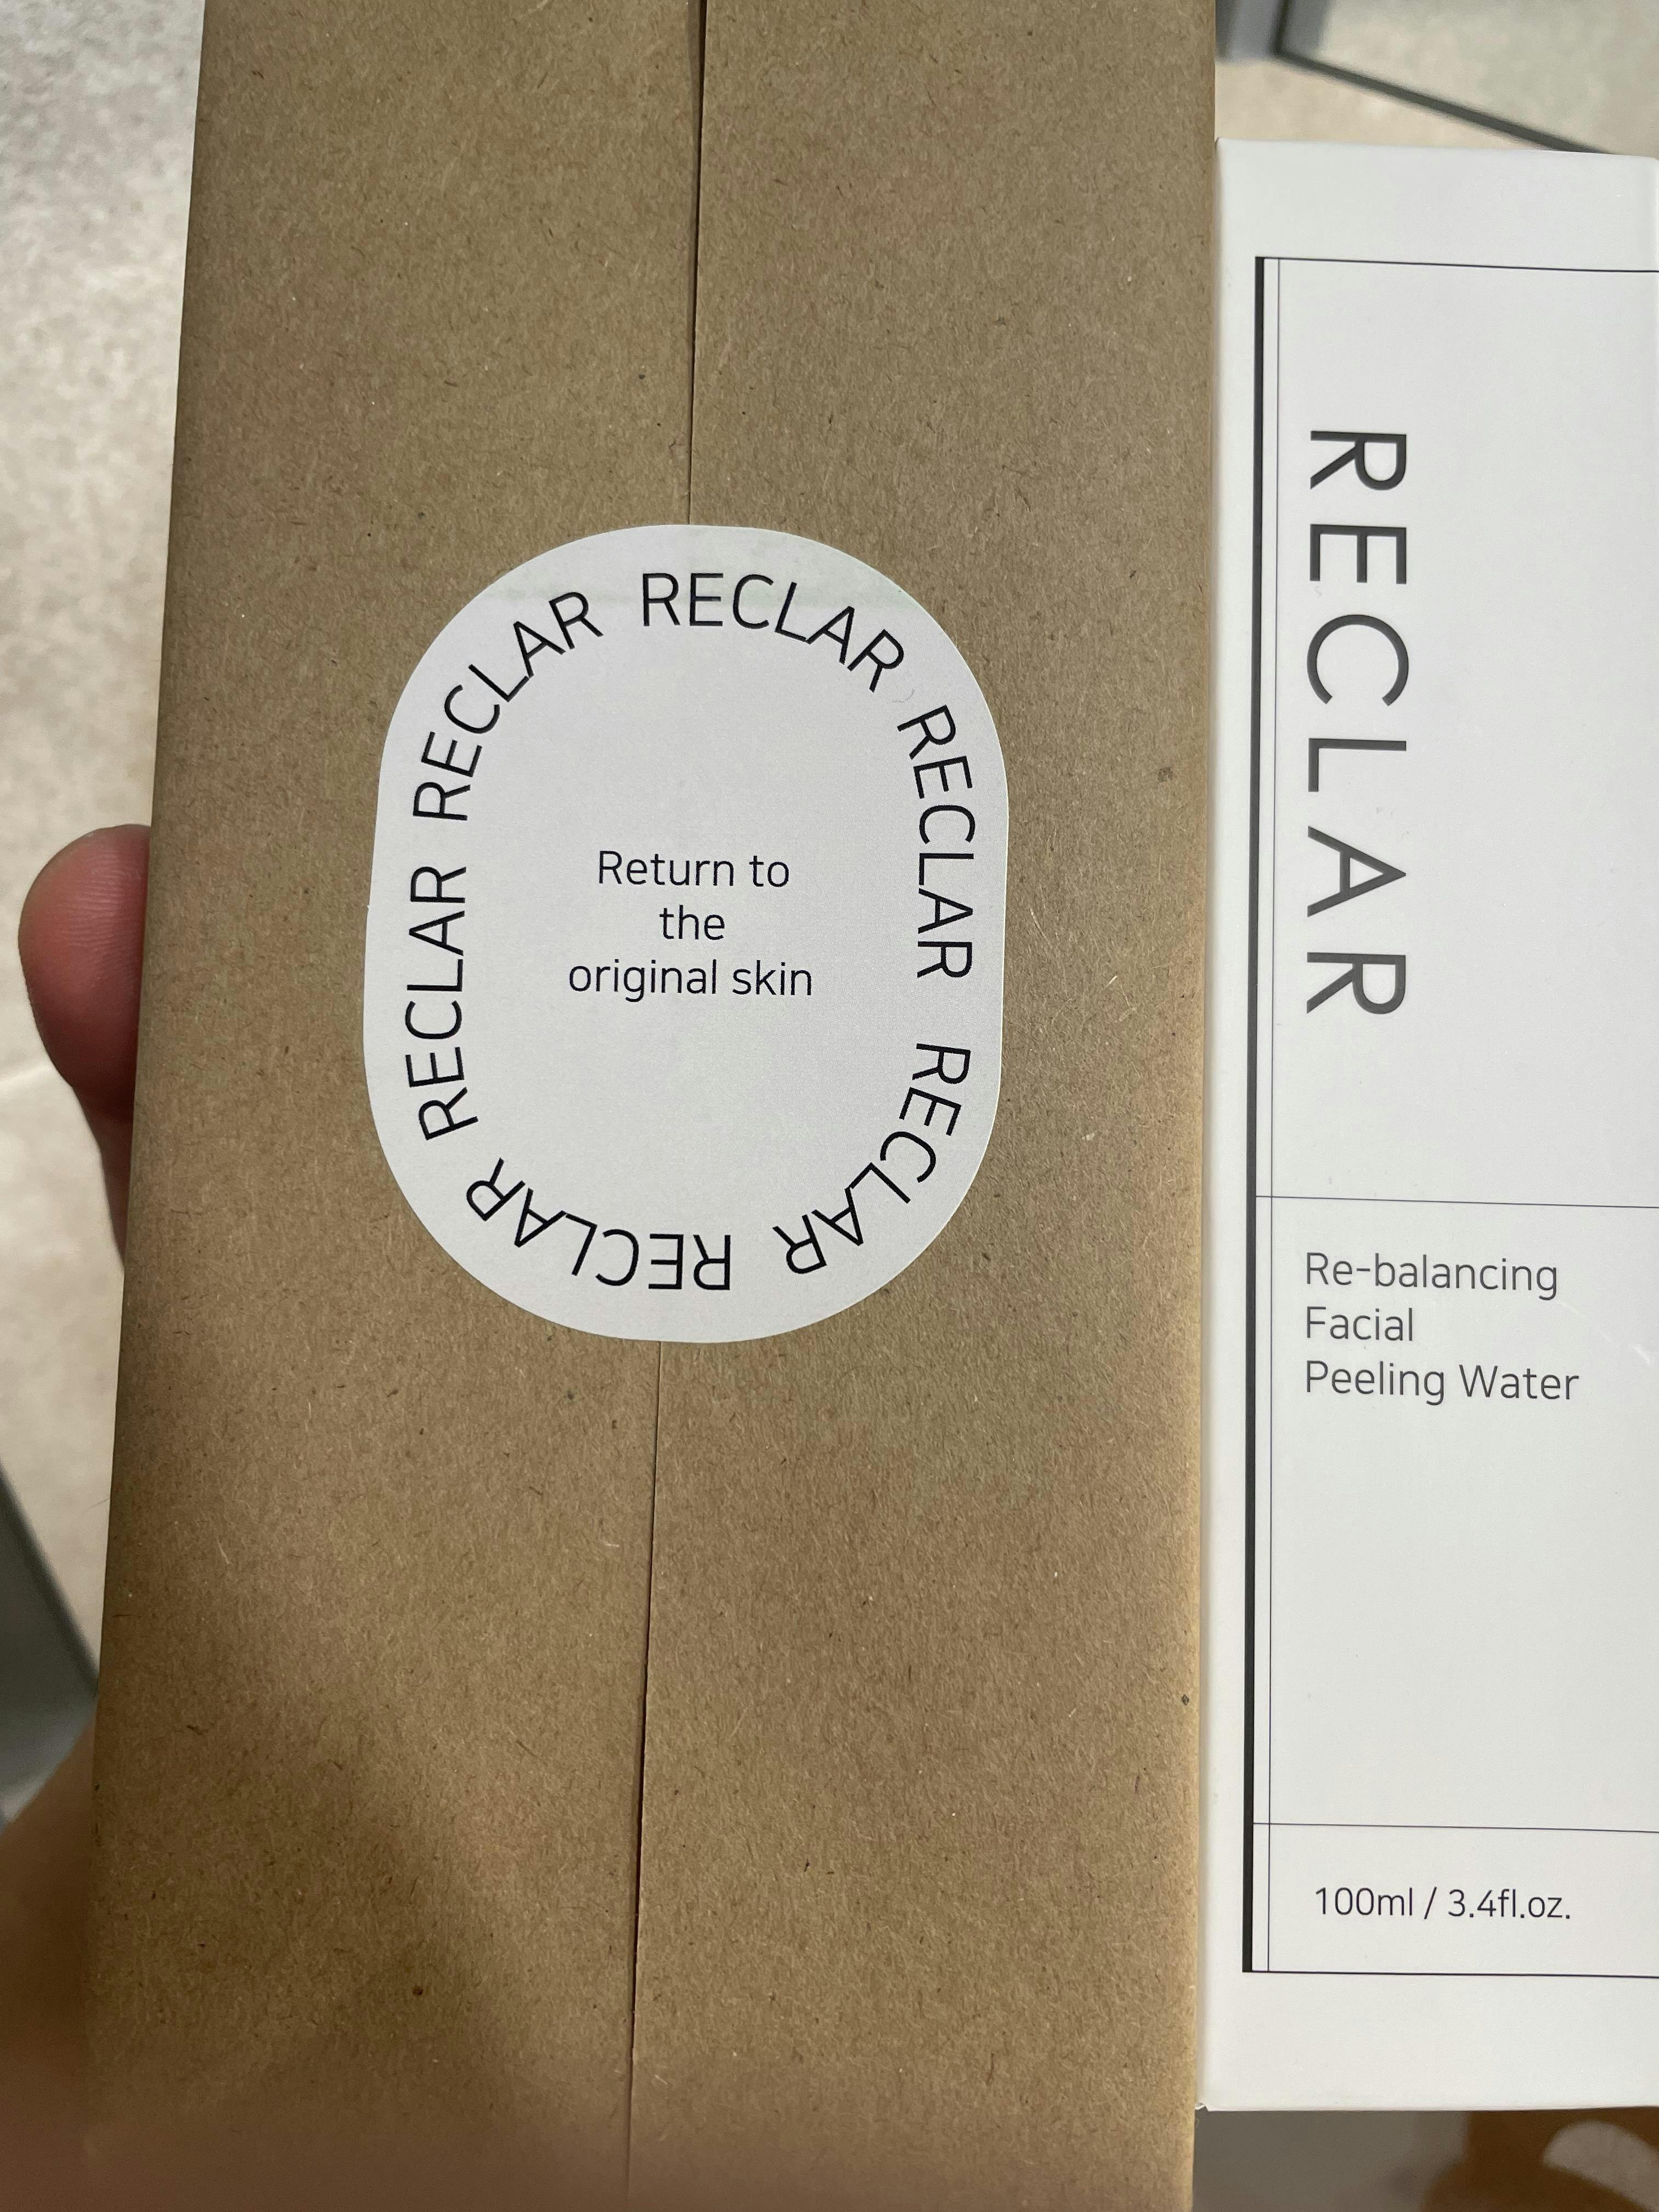 RECLAR RECLAR RECLAR RECLAR RECLAR RECLAR
Return to
the
original skin
RECLAR
Re-balancing
Facial
Peeling Water
100ml / 3.4fl.oz.